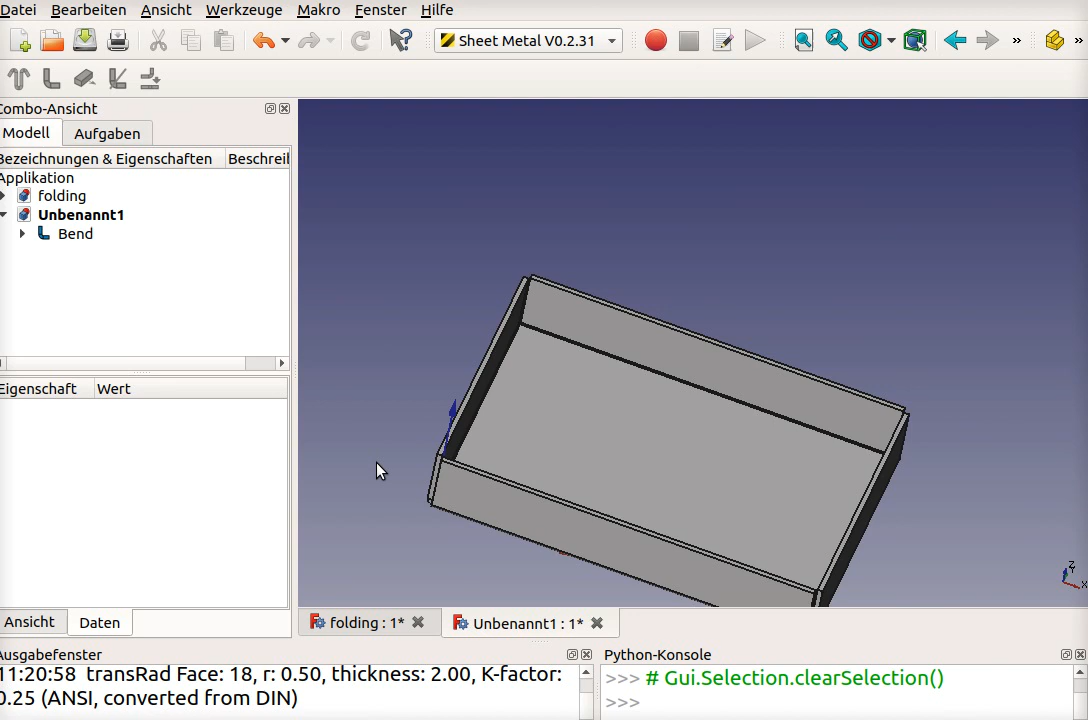 Datei Bearbeiten Ansicht Werkzeuge Makro Fenster Hilfe
Sheet Metal V0.2.31
»
»
Combo-Ansicht
Modell Aufgaben
Bezeichnungen & Eigenschaften Beschreil
Applikation
folding
Unbenannt1
Bend
Eigenschaft Wert
Ansicht Daten
folding : 1*
Unbenannt1 : 1*
Z
Y
X
Ausgabefenster
11:20:58 transRad Face: 18, r: 0.50, thickness: 2.00, K-factor:
0.25 (ANSI, converted from DIN)
Python-Konsole
>>> # Gui.Selection.clearSelection()
>>>